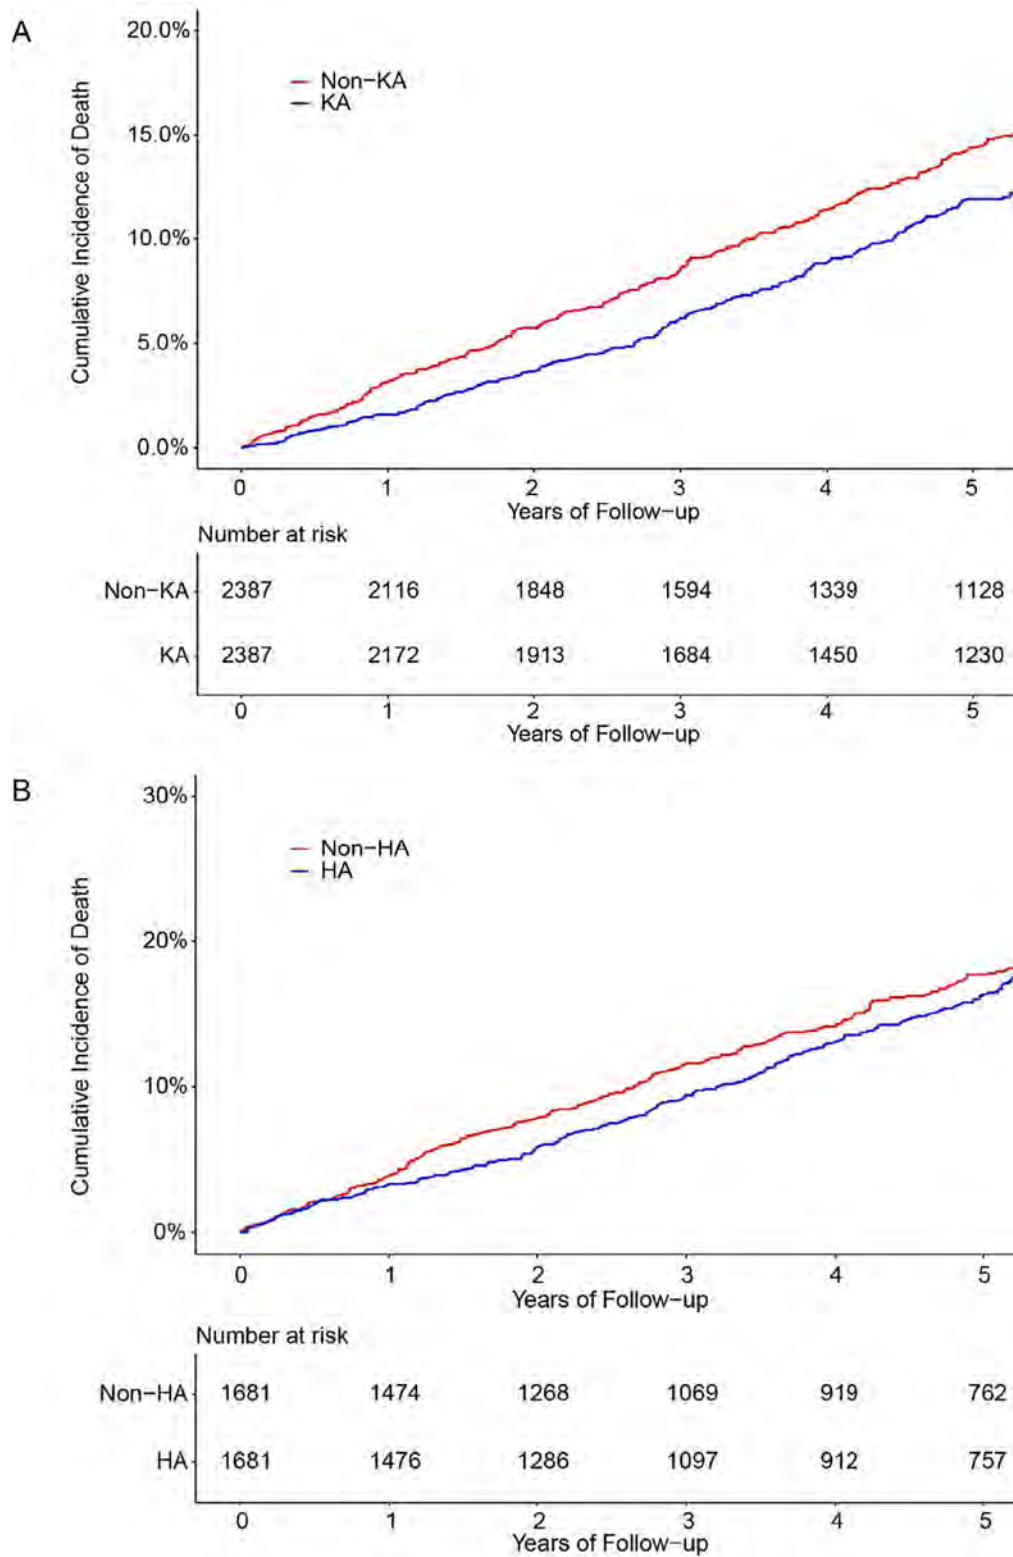 A
20.0%
Non-KA
KA
15.0%
10.0%
5.0%
0.0%
Cumulative Incidence of Death
0 1 2 3 4 5
Years of Follow-up
Number at risk
Non-KA 2387 2116 1848 1594 1339 1128
KA 2387 2172 1913 1684 1450 1230
0 1 2 3 4 5
Years of Follow-up
B
30%
Non-HA
HA
20%
10%
0%
Cumulative Incidence of Death
0 1 2 3 4 5
Years of Follow-up
Number at risk
Non-HA 1681 1474 1268 1069 919 762
HA 1681 1476 1286 1097 912 757
0 1 2 3 4 5
Years of Follow-up